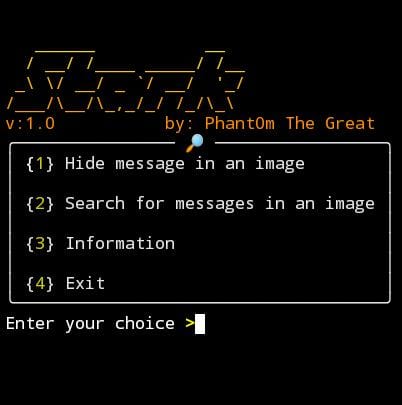 Stark
v:1.0 by: Phant0m The Great
{1} Hide message in an image
{2} Search for messages in an image
{3} Information
{4} Exit
Enter your choice >